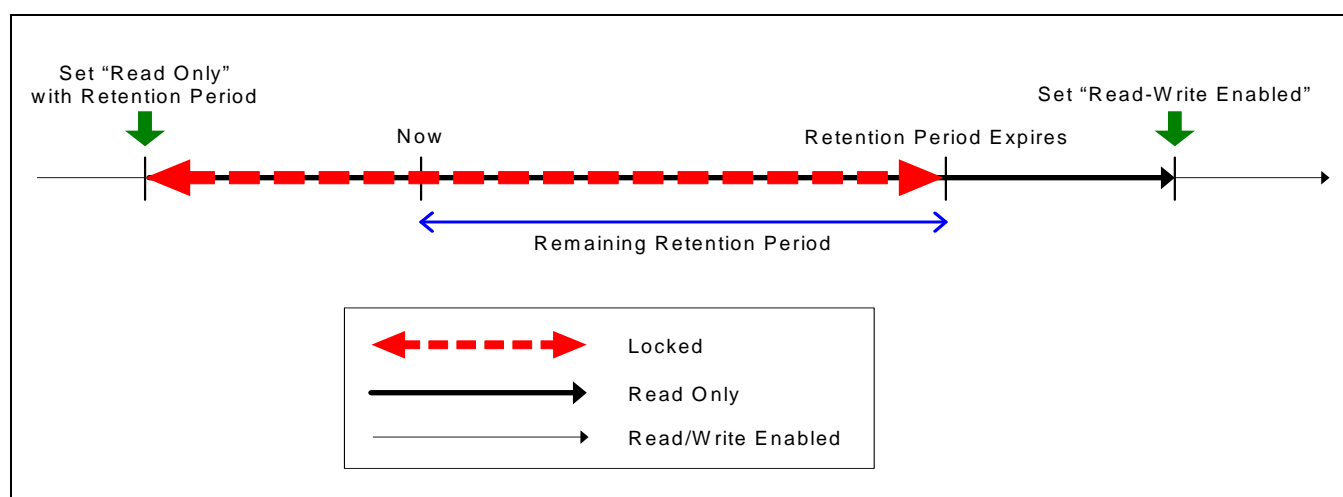 Set “Read Only”
with Retention Period
Set “Read-Write Enabled”
Now
Retention Period Expires
Remaining Retention Period
Locked
Read Only
Read/Write Enabled